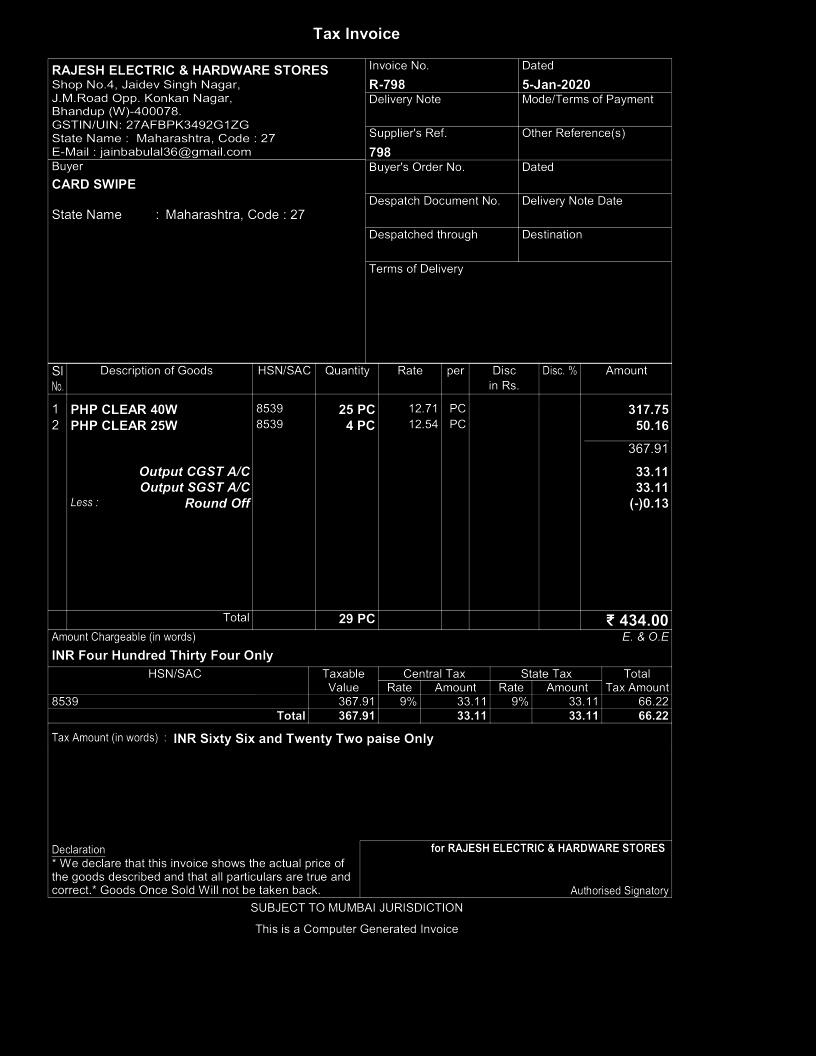 Tax Invoice
RAJESH ELECTRIC & HARDWARE STORES
Shop No.4, Jaidev Singh Nagar,
J.M.Road Opp. Konkan Nagar,
Bhandup (W)-400078.
GSTIN/UIN: 27AFBPK3492G1ZG
State Name : Maharashtra, Code : 27
E-Mail : jainbabulal36@gmail.com
Invoice No. Dated
R-798 5-Jan-2020
Delivery Note Mode/Terms of Payment
Supplier's Ref. Other Reference(s)
798
Buyer
CARD SWIPE
State Name : Maharashtra, Code : 27
Buyer's Order No. Dated
Despatch Document No. Delivery Note Date
Despatched through Destination
Terms of Delivery
Sl Description of Goods HSN/SAC Quantity Rate per Disc Disc. % Amount
No. in Rs.
1 PHP CLEAR 40W 8539 25 PC 12.71 PC 317.75
2 PHP CLEAR 25W 8539 4 PC 12.54 PC 50.16
367.91
Output CGST A/C 33.11
Output SGST A/C 33.11
Less : Round Off (-)0.13
Total 29 PC ₹ 434.00
Amount Chargeable (in words) E. & O.E
INR Four Hundred Thirty Four Only
HSN/SAC Taxable Central Tax State Tax Total
Value Rate Amount Rate Amount Tax Amount
8539 367.91 9% 33.11 9% 33.11 66.22
Total 367.91 33.11 33.11 66.22
Tax Amount (in words) : INR Sixty Six and Twenty Two paise Only
Declaration
* We declare that this invoice shows the actual price of
the goods described and that all particulars are true and
correct.* Goods Once Sold Will not be taken back.
for RAJESH ELECTRIC & HARDWARE STORES
Authorised Signatory
SUBJECT TO MUMBAI JURISDICTION
This is a Computer Generated Invoice